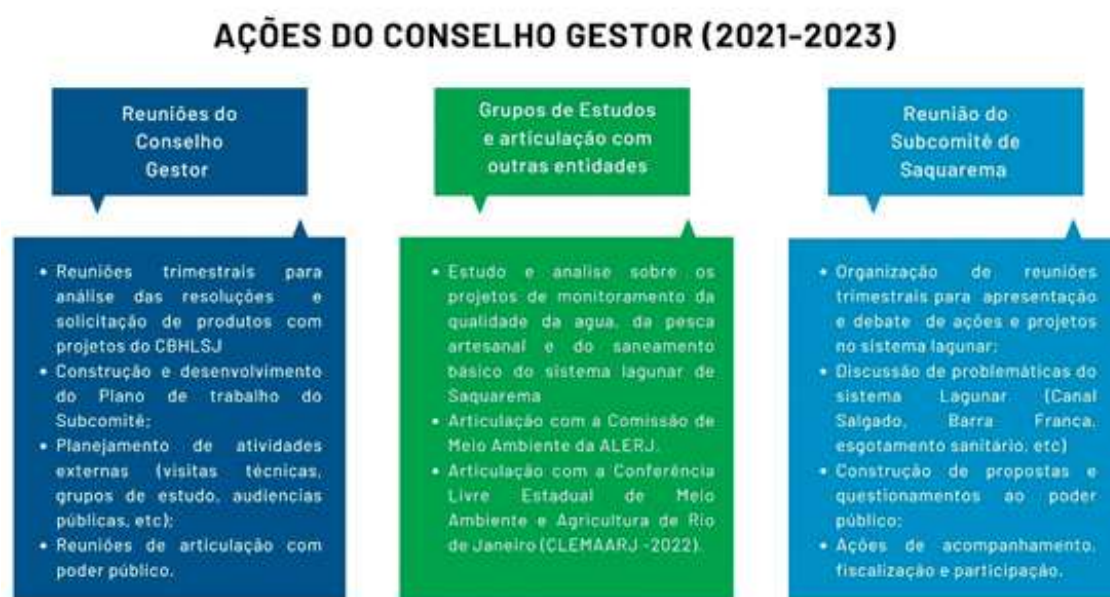 AÇÕES DO CONSELHO GESTOR (2021-2023)
Reuniões do
Conselho
Gestor
• Reuniões trimestrais para
análise das resoluções e
solicitação de produtos com
projetos do CBHLSJ
• Construção e desenvolvimento
do Plano de trabalho do
Subcomitê;
• Planejamento de atividades
externas (visitas técnicas,
grupos de estudo, audiencias
públicas, etc);
• Reuniões de articulação com
poder público.
Grupos de Estudos
e articulação com
outras entidades
• Estudo e analise sobre os
projetos de monitoramento da
qualidade da agua, da pesca
artesanal e do saneamento
básico do sistema lagunar de
Saquarema
• Articulação com a Comissão de
Meio Ambiente da ALERJ.
• Articulação com a Conferência
Livre Estadual de Meio
Ambiente e Agricultura de Rio
de Janeiro (CLEMAARJ -2022).
Reunião do
Subcomitê de
Saquarema
• Organização de reuniões
trimestrais para apresentação
e debate de ações e projetos
no sistema lagunar;
• Discussão de problemáticas do
sistema Lagunar (Canal
Salgado, Barra Franca,
esgotamento sanitário, etc)
• Construção de propostas e
questionamentos ao poder
público;
• Ações de acompanhamento,
fiscalização e participação.